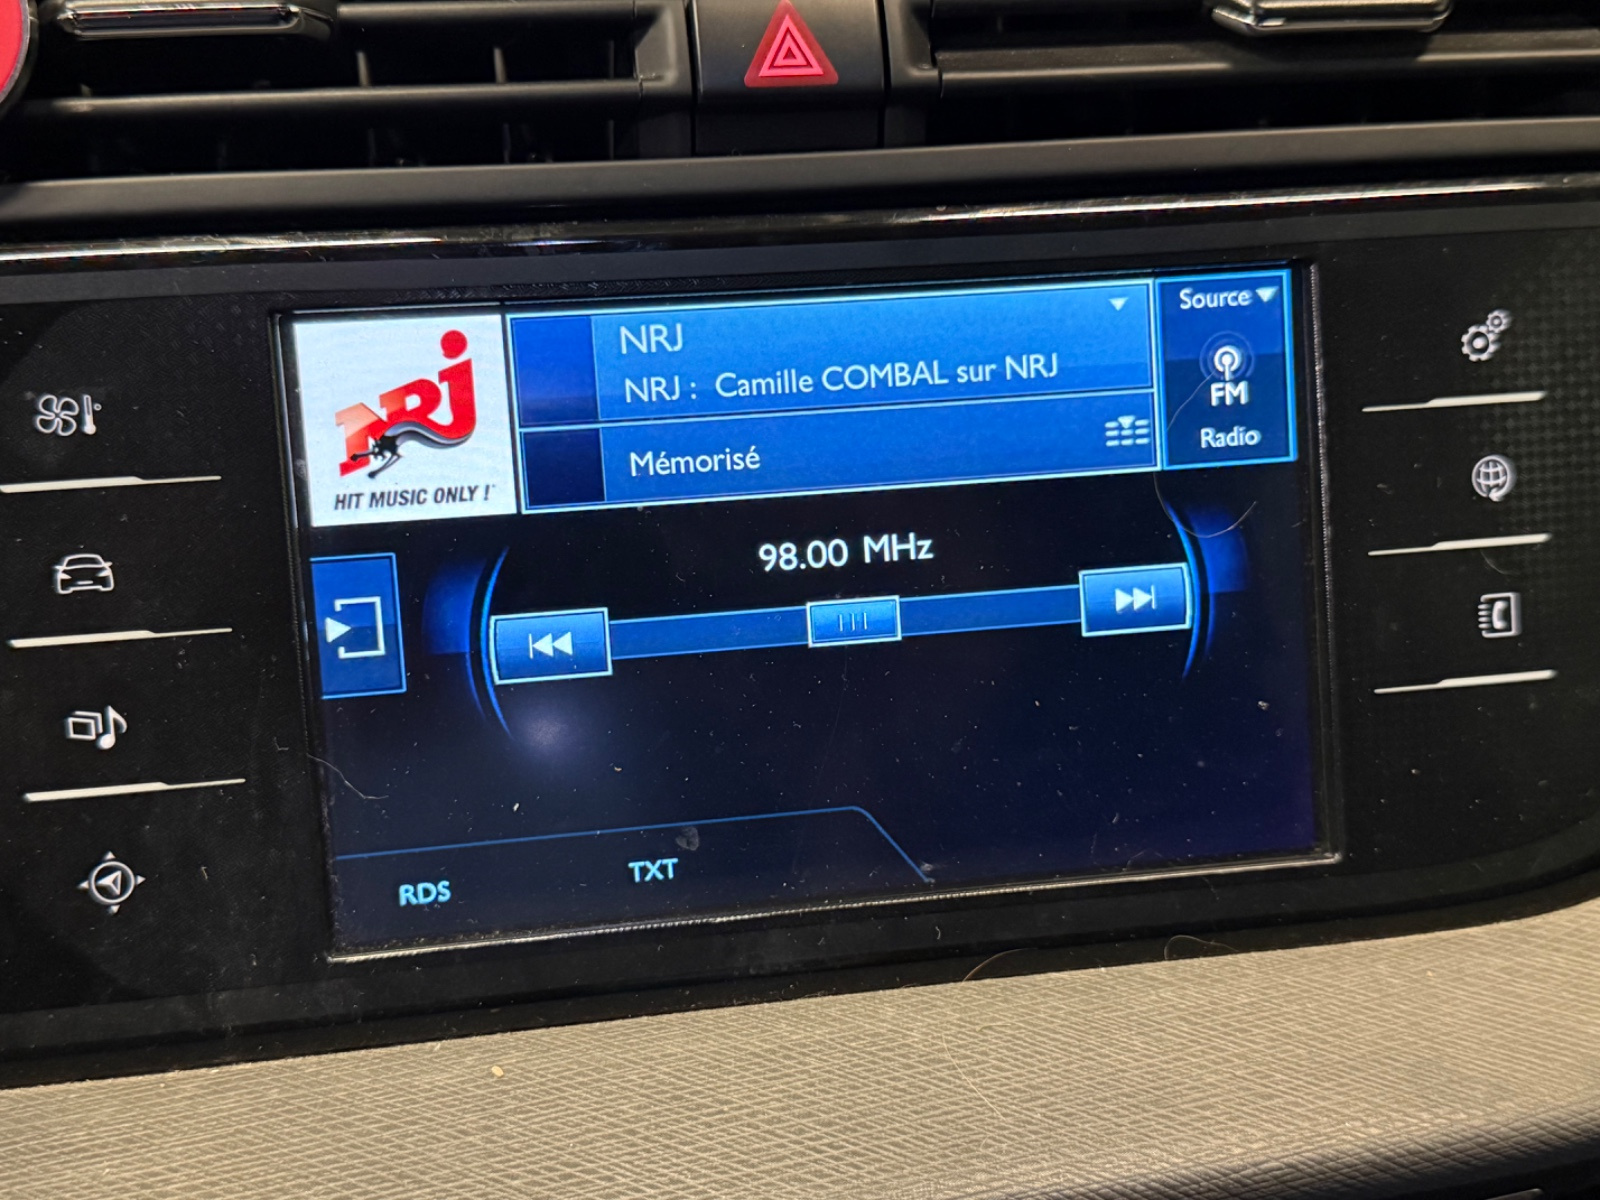 NRJ
HIT MUSIC ONLY !
NRJ
NRJ : Camille COMBAL sur NRJ
Mémorisé
Source
FM
Radio
98.00 MHz
RDS
TXT